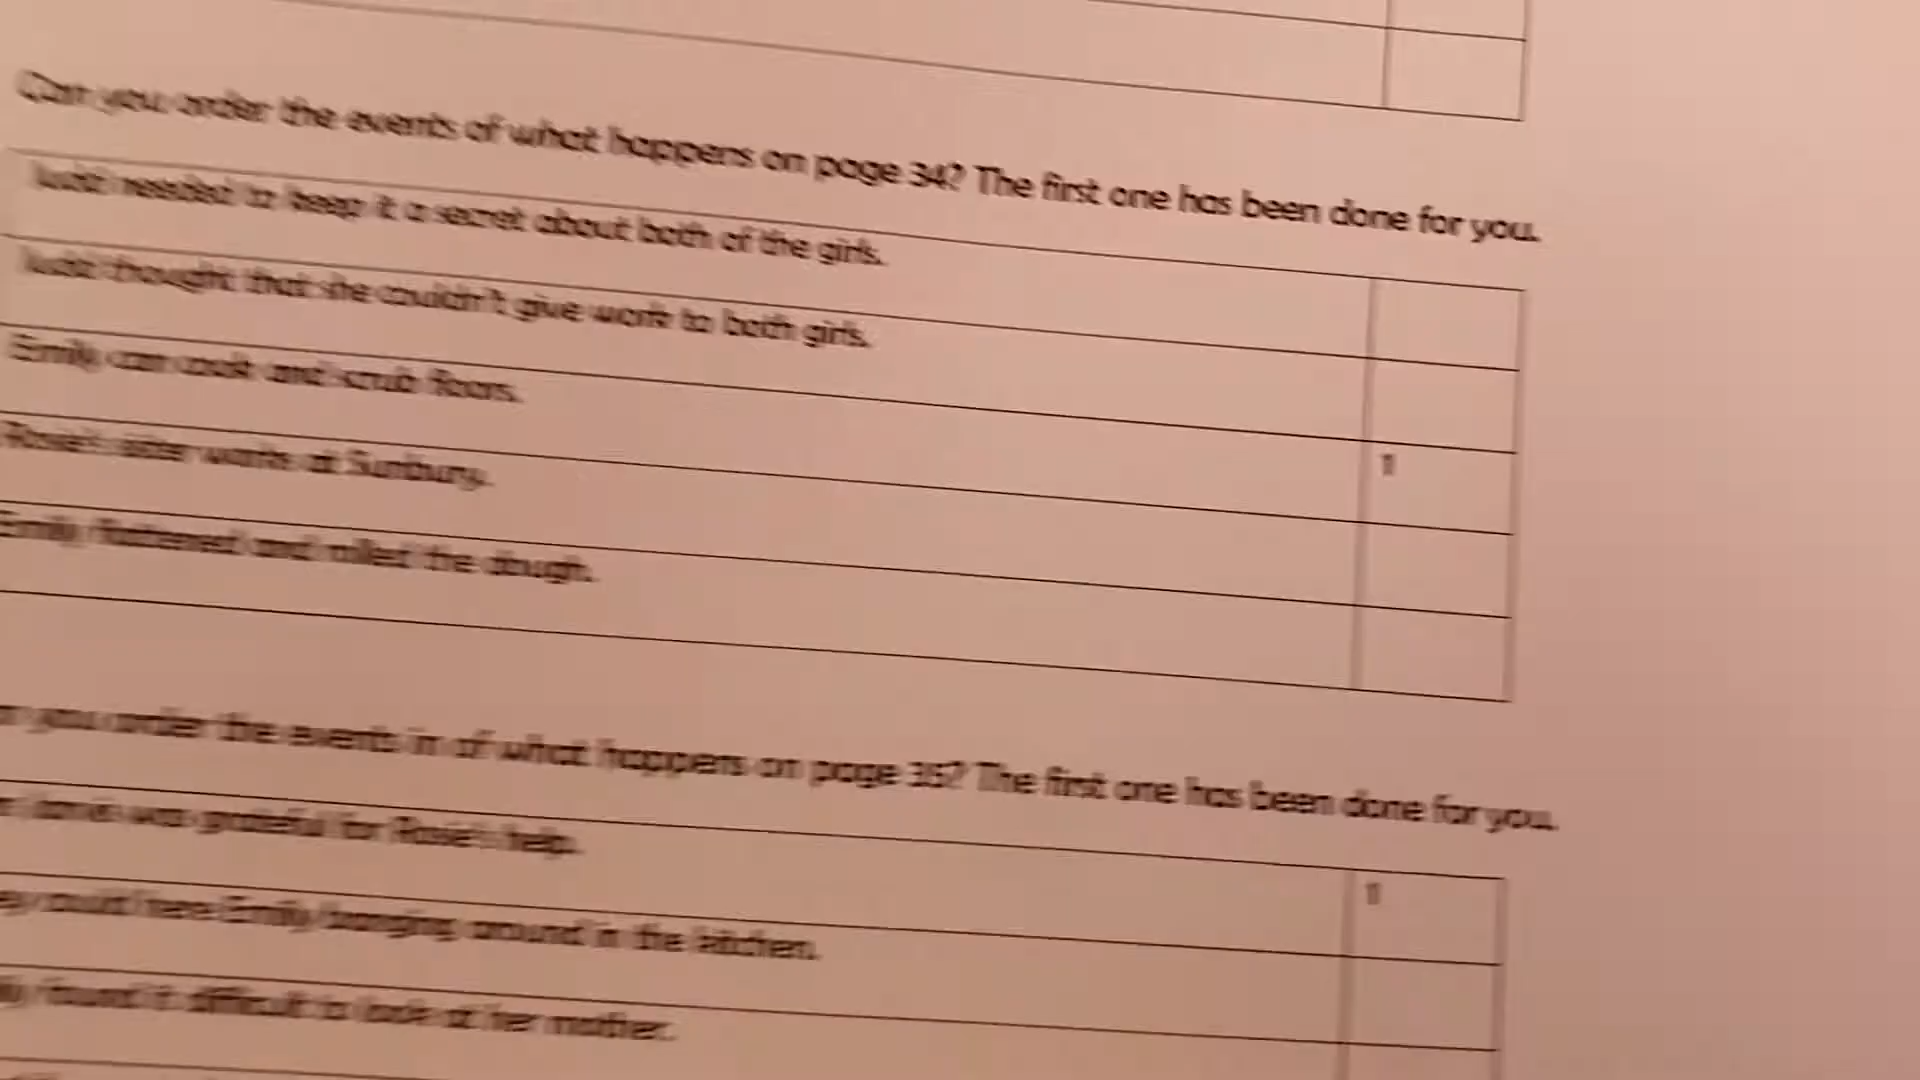 Can you order the events of what happens on page 34? The first one has been done for you.
Judd needed to keep it a secret about both of the girls.
Judd thought that she couldn't give work to both girls.
Emily can cook and scrub floors.
1
Rosie's sister works at Sunbury.
Emily flattened and rolled the dough.
you order the events in of what happens on page 35? The first one has been done for you.
was grateful for Rosie's help.
1
could here Emily banging around in the kitchen.
found it difficult to look at her mother.